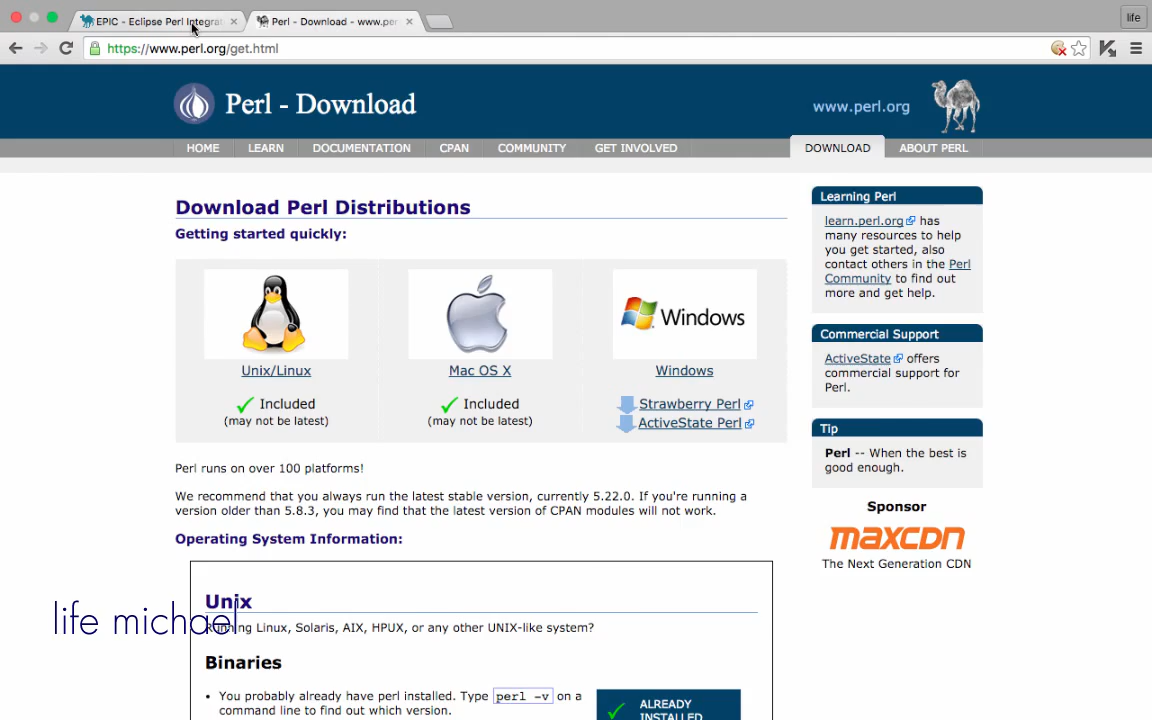 EPIC - Eclipse Perl Integrat
Perl - Download - www.per
life
https://www.perl.org/get.html
Perl - Download
www.perl.org
HOME LEARN DOCUMENTATION CPAN COMMUNITY GET INVOLVED DOWNLOAD ABOUT PERL
Download Perl Distributions
Getting started quickly:
Windows
Unix/Linux
Mac OS X
Windows
Included
(may not be latest)
Included
(may not be latest)
Strawberry Perl
ActiveState Perl
Perl runs on over 100 platforms!
We recommend that you always run the latest stable version, currently 5.22.0. If you're running a
version older than 5.8.3, you may find that the latest version of CPAN modules will not work.
Operating System Information:
Unix
Running Linux, Solaris, AIX, HPUX, or any other UNIX-like system?
Binaries
• You probably already have perl installed. Type perl -v on a
command line to find out which version.
ALREADY
INSTALLED
Learning Perl
learn.perl.org has
many resources to help
you get started, also
contact others in the Perl
Community to find out
more and get help.
Commercial Support
ActiveState offers
commercial support for
Perl.
Tip
Perl -- When the best is
good enough.
Sponsor
maxcdn
The Next Generation CDN
life michael